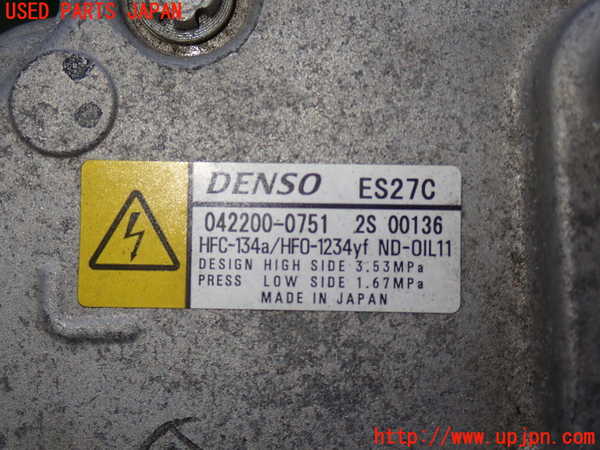 USED PARTS JAPAN
DENSO ES27C
042200-0751 2S 00136
HFC-134a/HFO-1234yf ND-OIL11
DESIGN HIGH SIDE 3.53MPa
PRESS LOW SIDE 1.67MPa
MADE IN JAPAN
http://www.upjpn.com/